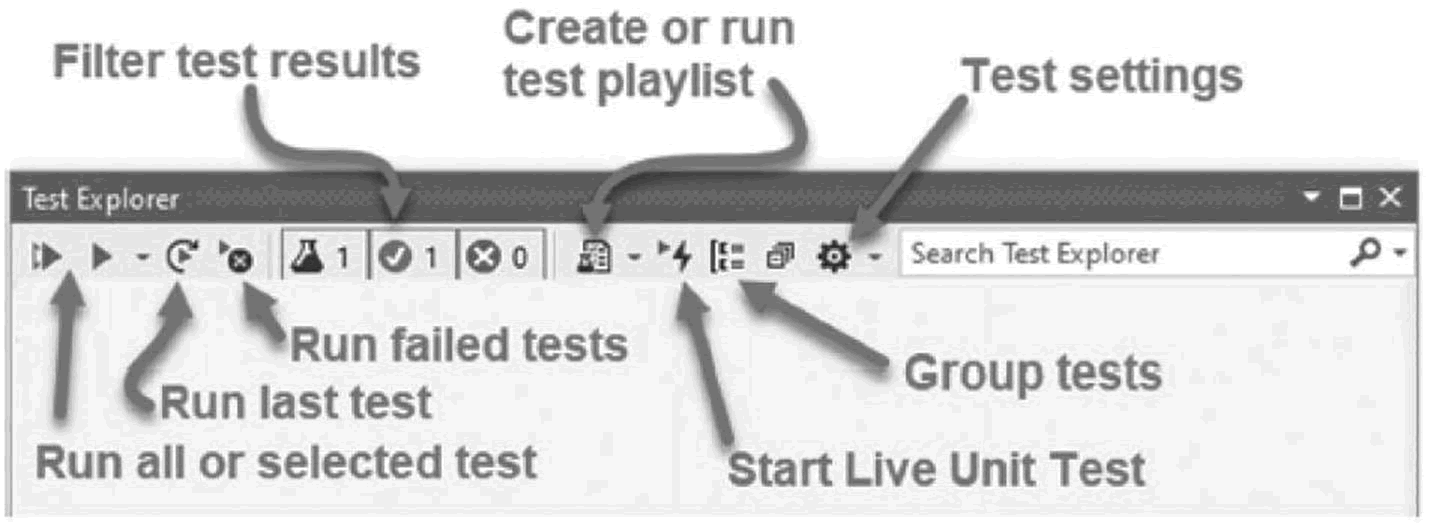 Filter test results
Create or run
test playlist
Test settings
Test Explorer
1
1
0
Search Test Explorer
Run failed tests
Group tests
Run last test
Run all or selected test
Start Live Unit Test